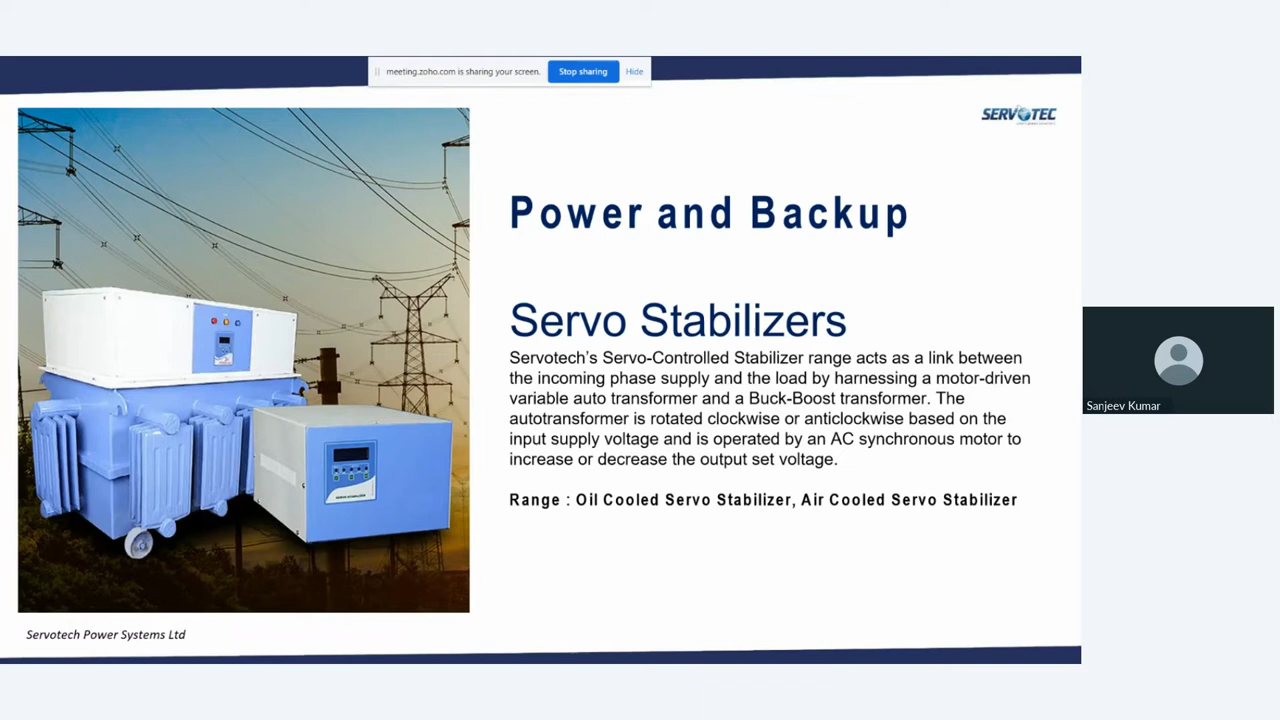 meeting.zoho.com is sharing your screen. Stop sharing Hide
SERVOTEC
Power and Backup
Servo Stabilizers
Servotech's Servo-Controlled Stabilizer range acts as a link between
the incoming phase supply and the load by harnessing a motor-driven
variable auto transformer and a Buck-Boost transformer. The
autotransformer is rotated clockwise or anticlockwise based on the
input supply voltage and is operated by an AC synchronous motor to
increase or decrease the output set voltage.
Range : Oil Cooled Servo Stabilizer, Air Cooled Servo Stabilizer
SERVO STABILIZER
Sanjeev Kumar
Servotech Power Systems Ltd